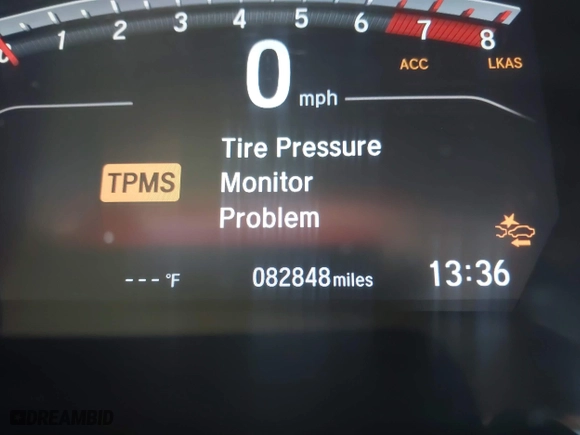 0 1 2 3 4 5 6 7 8
0 mph
ACC LKAS
Tire Pressure
TPMS Monitor
Problem
---°F 082848 miles 13:36
DREAMBID